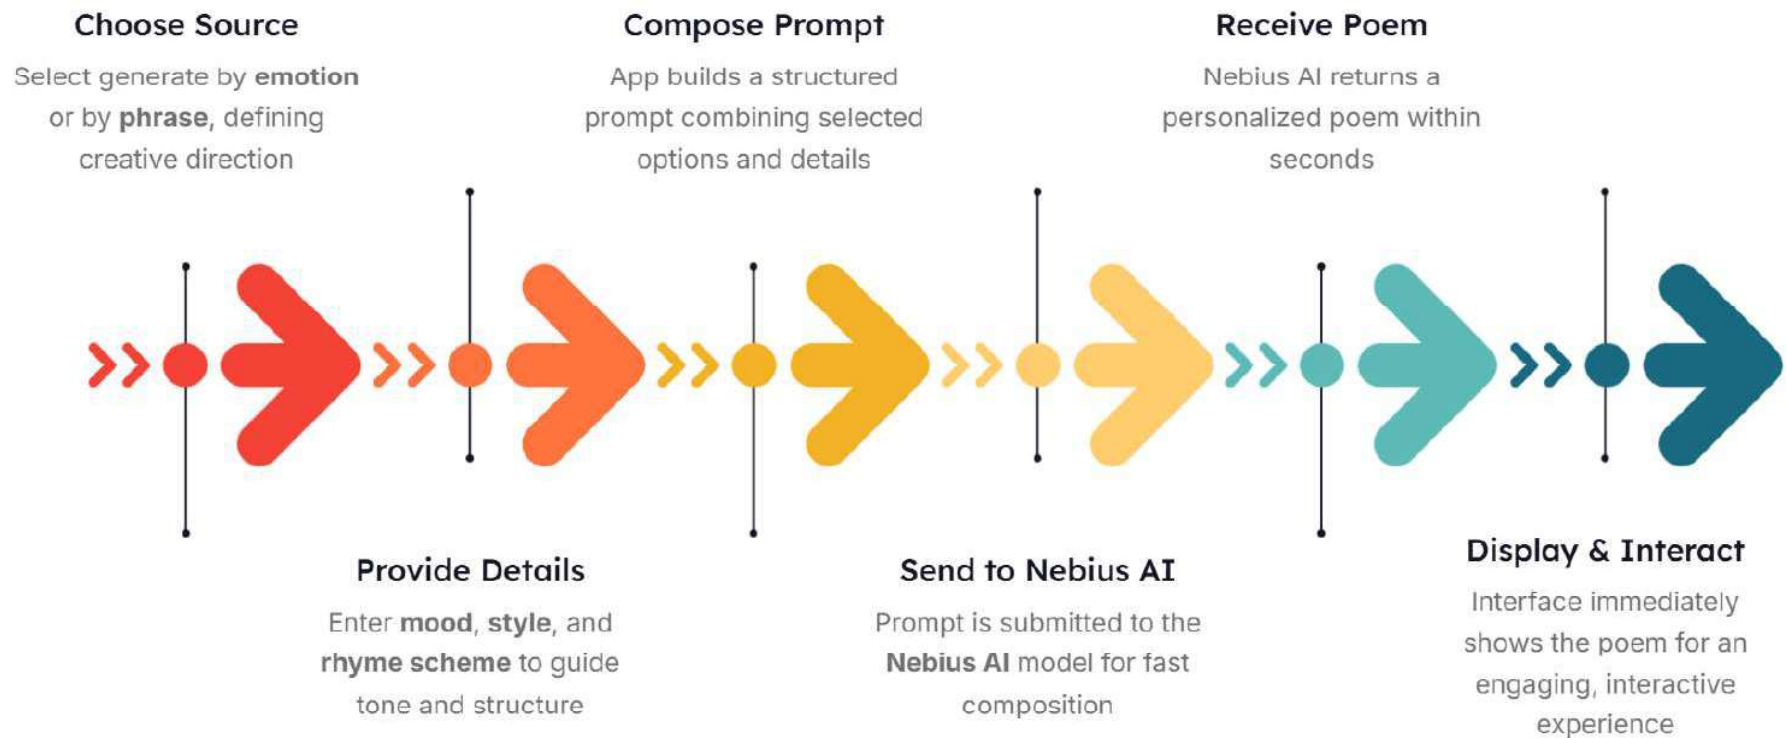 Choose Source
Select generate by emotion
or by phrase, defining
creative direction
Provide Details
Enter mood, style, and
rhyme scheme to guide
tone and structure
Compose Prompt
App builds a structured
prompt combining selected
options and details
Send to Nebius AI
Prompt is submitted to the
Nebius AI model for fast
composition
Receive Poem
Nebius AI returns a
personalized poem within
seconds
Display & Interact
Interface immediately
shows the poem for an
engaging, interactive
experience